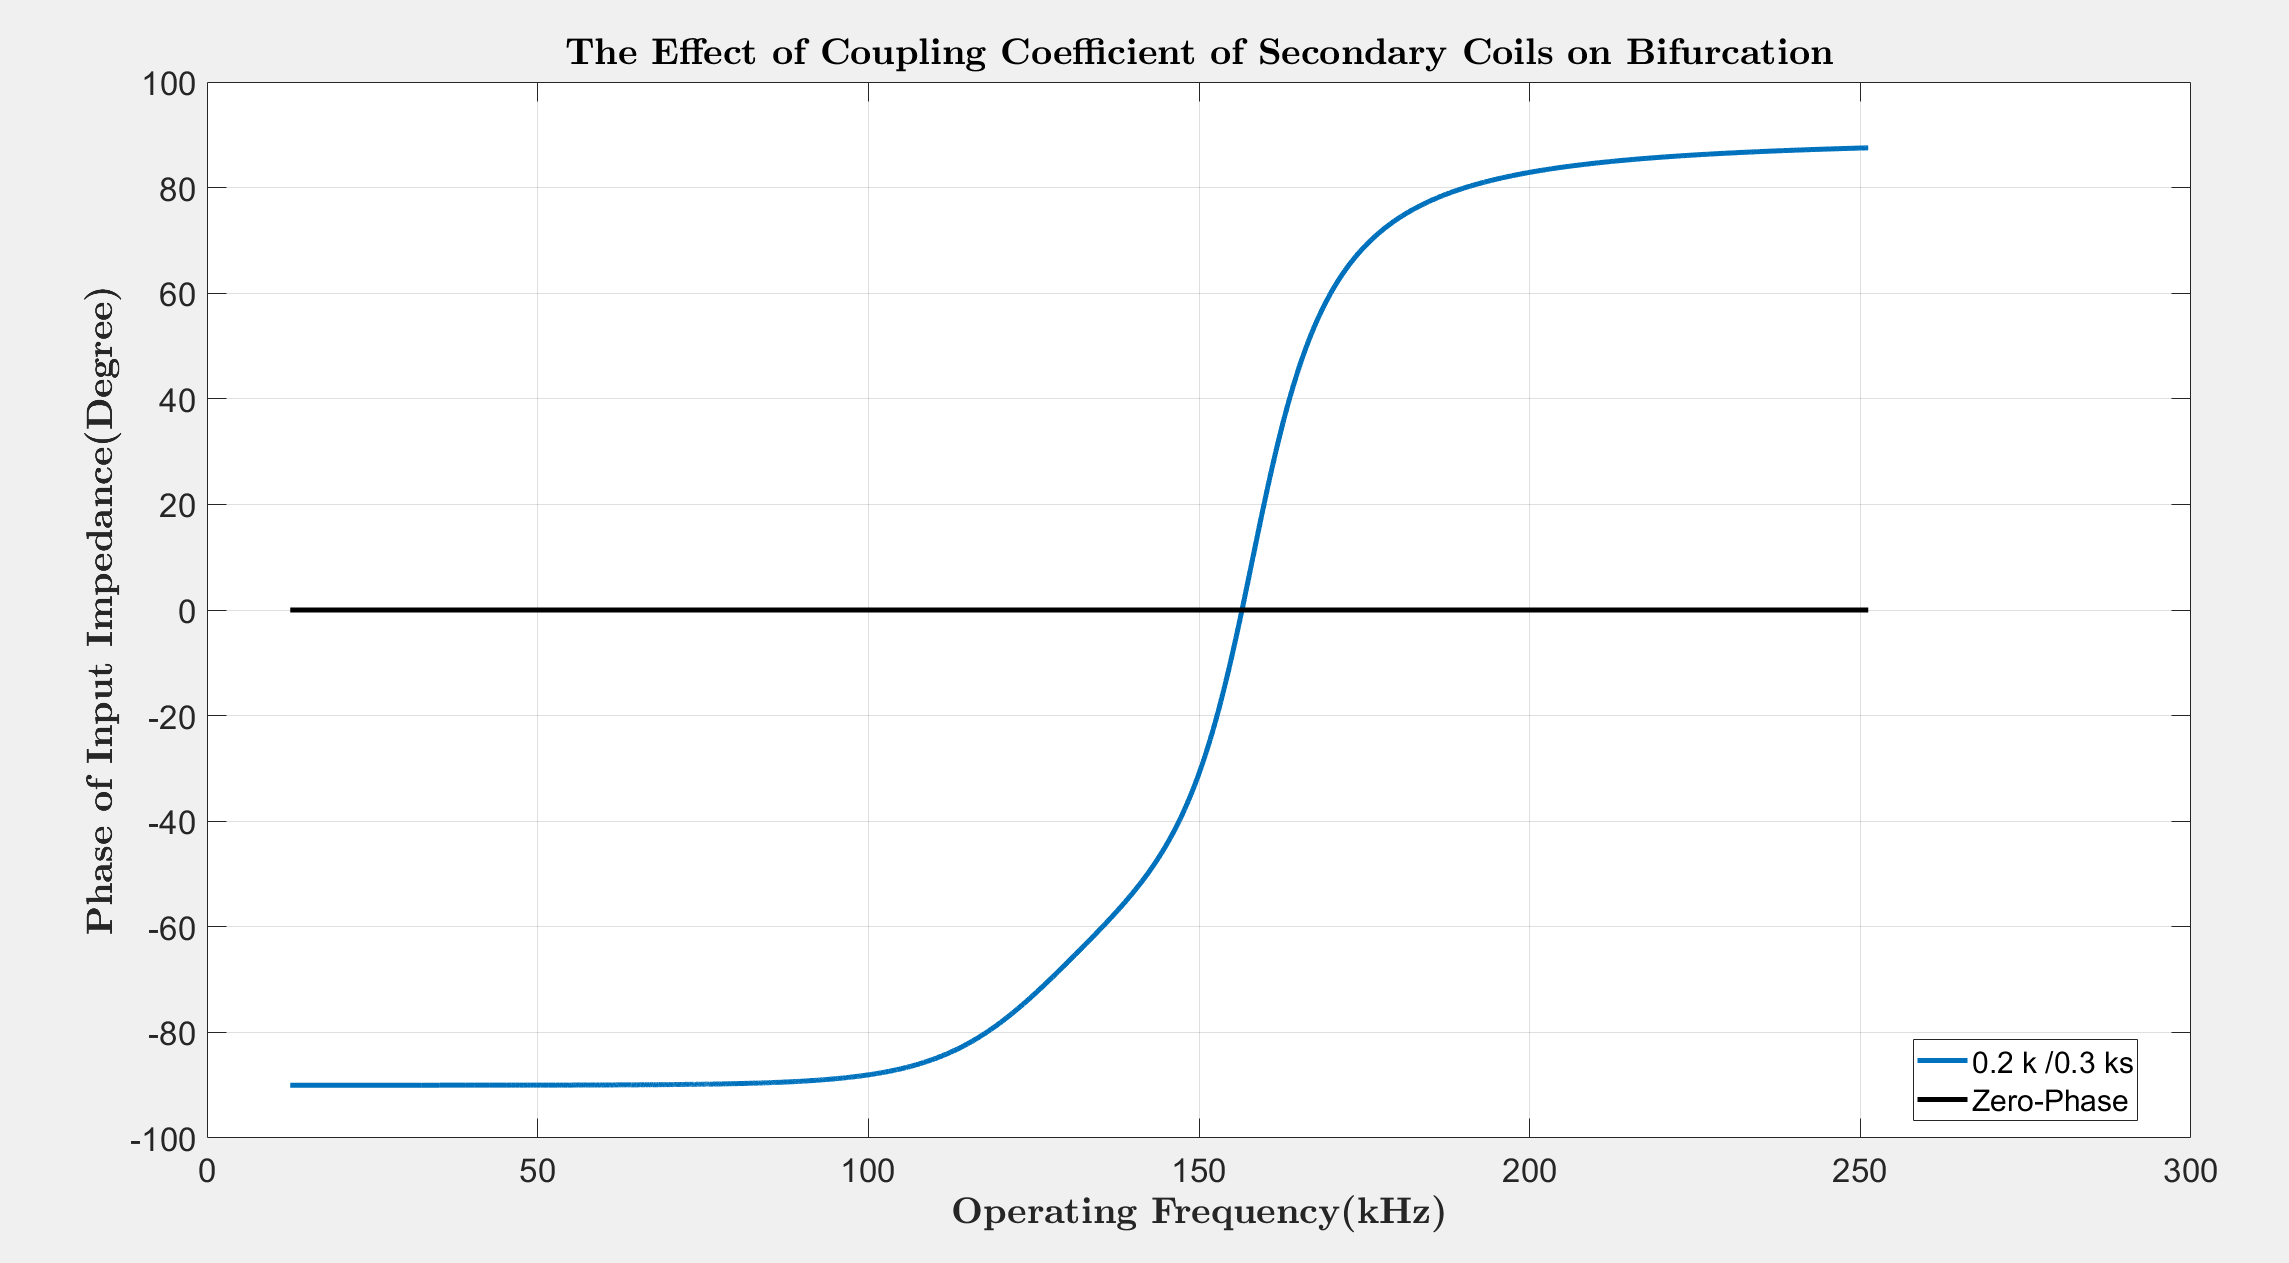 The Effect of Coupling Coefficient of Secondary Coils on Bifurcation
Phase of Input Impedance(Degree)
100
80
60
40
20
0
-20
-40
-60
-80
-100
0 50 100 150 200 250 300
Operating Frequency(kHz)
0.2 k /0.3 ks
Zero-Phase